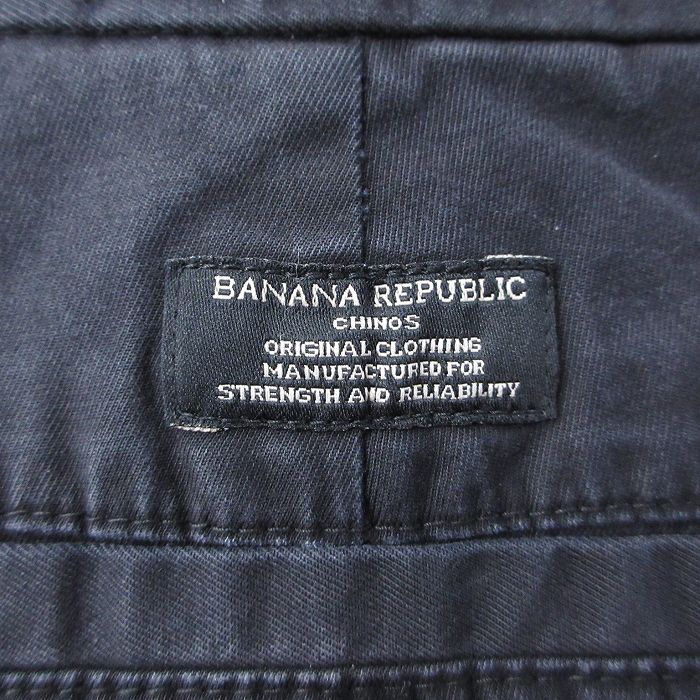 BANANA REPUBLIC
CHINOS
ORIGINAL CLOTHING
MANUFACTURED FOR
STRENGTH AND RELIABILITY